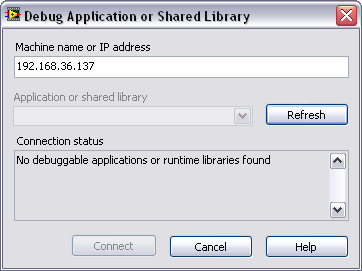 Debug Application or Shared Library
Machine name or IP address
192.168.36.137
Application or shared library
Refresh
Connection status
No debuggable applications or runtime libraries found
Connect
Cancel
Help